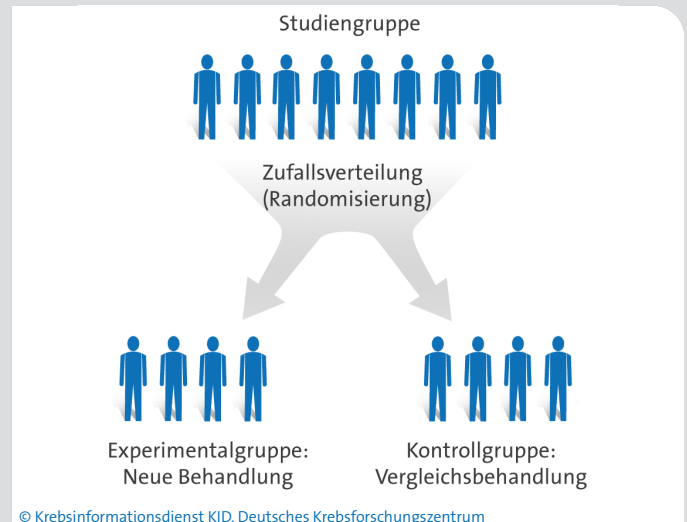 Studiengruppe
Zufallsverteilung
(Randomisierung)
Experimentalgruppe:
Neue Behandlung
Kontrollgruppe:
Vergleichsbehandlung
© Krebsinformationsdienst KID, Deutsches Krebsforschungszentrum